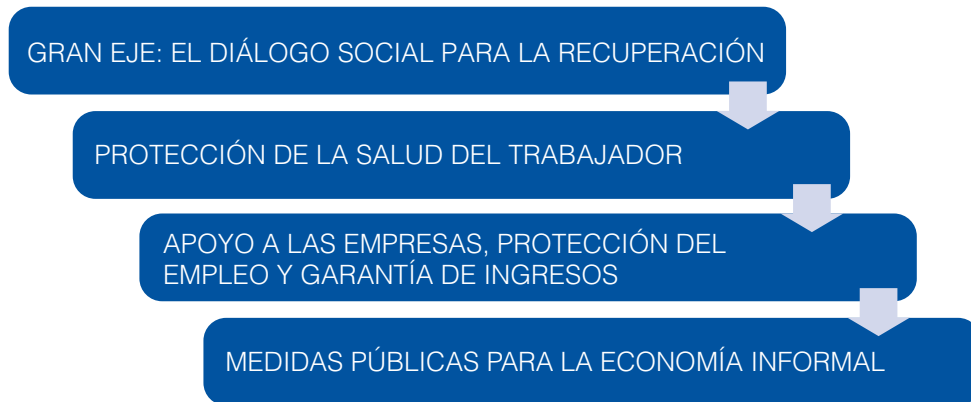 GRAN EJE: EL DIÁLOGO SOCIAL PARA LA RECUPERACIÓN
PROTECCIÓN DE LA SALUD DEL TRABAJADOR
APOYO A LAS EMPRESAS, PROTECCIÓN DEL
EMPLEO Y GARANTÍA DE INGRESOS
MEDIDAS PÚBLICAS PARA LA ECONOMÍA INFORMAL